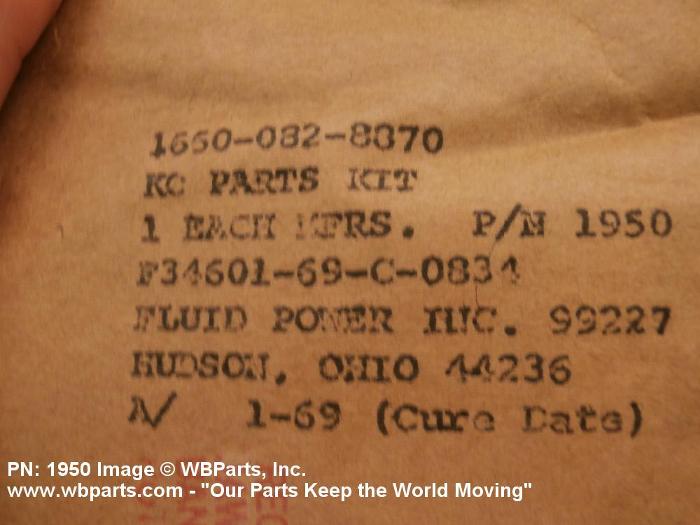 1650-082-8870
KC PARTS KIT
1 EACH MFRS. P/N 1950
F34601-69-C-0834
FLUID POWER INC. 99227
HUDSON, OHIO 44236
A/ 1-69 (Cure Date)
PN: 1950 Image © WBParts, Inc.
www.wbparts.com - "Our Parts Keep the World Moving"